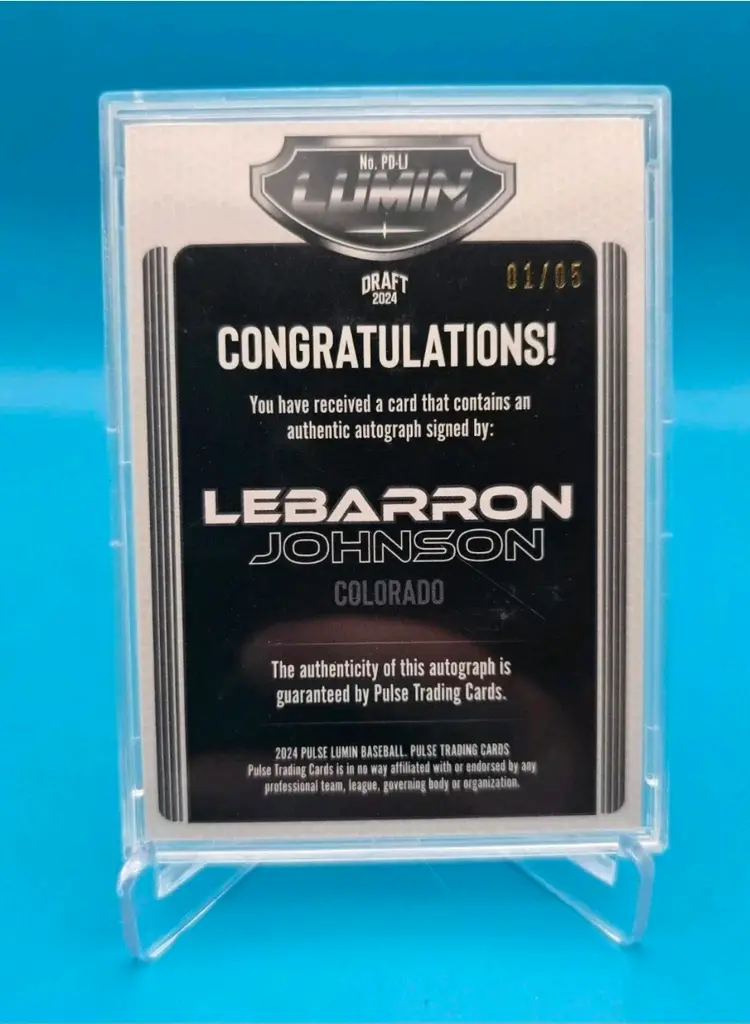 No. PD-LJ
LUMIN
01/05
DRAFT
2024
CONGRATULATIONS!
You have received a card that contains an
authentic autograph signed by:
LEBARRON
JOHNSON
COLORADO
The authenticity of this autograph is
guaranteed by Pulse Trading Cards.
2024 PULSE LUMIN BASEBALL. PULSE TRADING CARDS
Pulse Trading Cards is in no way affiliated with or endorsed by any
professional team, league, governing body or organization.